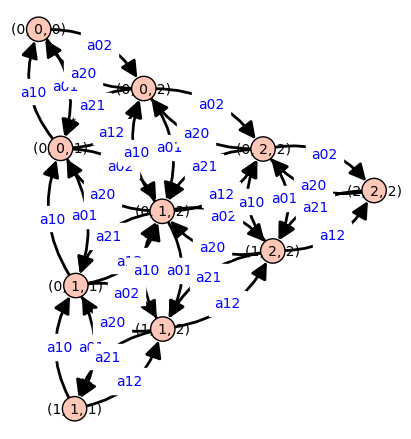 (0, 0, 0)
a02
a20
a10
a01
a21
(0, 0, 2)
a02
a12
a20
(0, 0, 1)
a10
a01
(0, 2, 2)
a02
a02
a21
a20
a12
a10
a01
a20
a21
(2, 2, 2)
a10
a01
(0, 1, 2)
a02
a12
a21
a20
(1, 2, 2)
a12
a10
a01
a21
(0, 1, 1)
a02
a12
a20
(1, 1, 2)
a10
a01
a21
a12
(1, 1, 1)